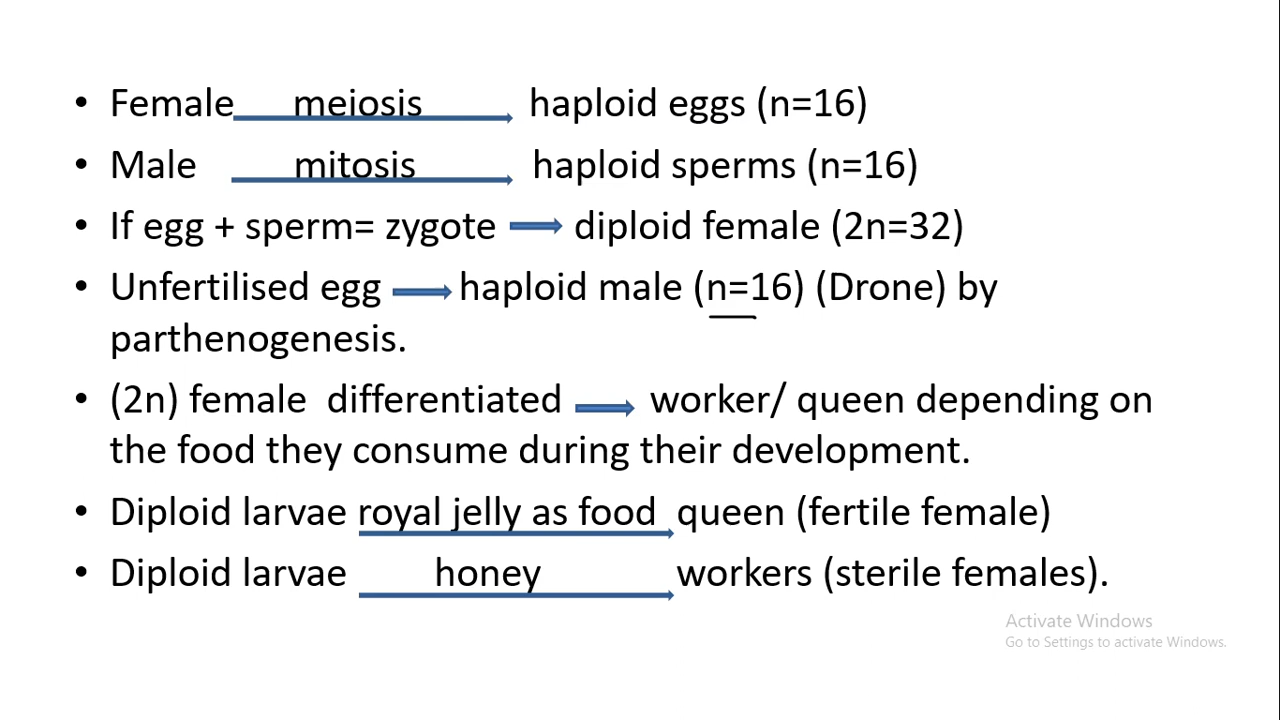 • Female meiosis haploid eggs (n=16)
• Male mitosis haploid sperms (n=16)
• If egg + sperm= zygote diploid female (2n=32)
• Unfertilised egg haploid male (n=16) (Drone) by
parthenogenesis.
• (2n) female differentiated worker/ queen depending on
the food they consume during their development.
• Diploid larvae royal jelly as food queen (fertile female)
• Diploid larvae honey workers (sterile females).
Activate Windows
Go to Settings to activate Windows.